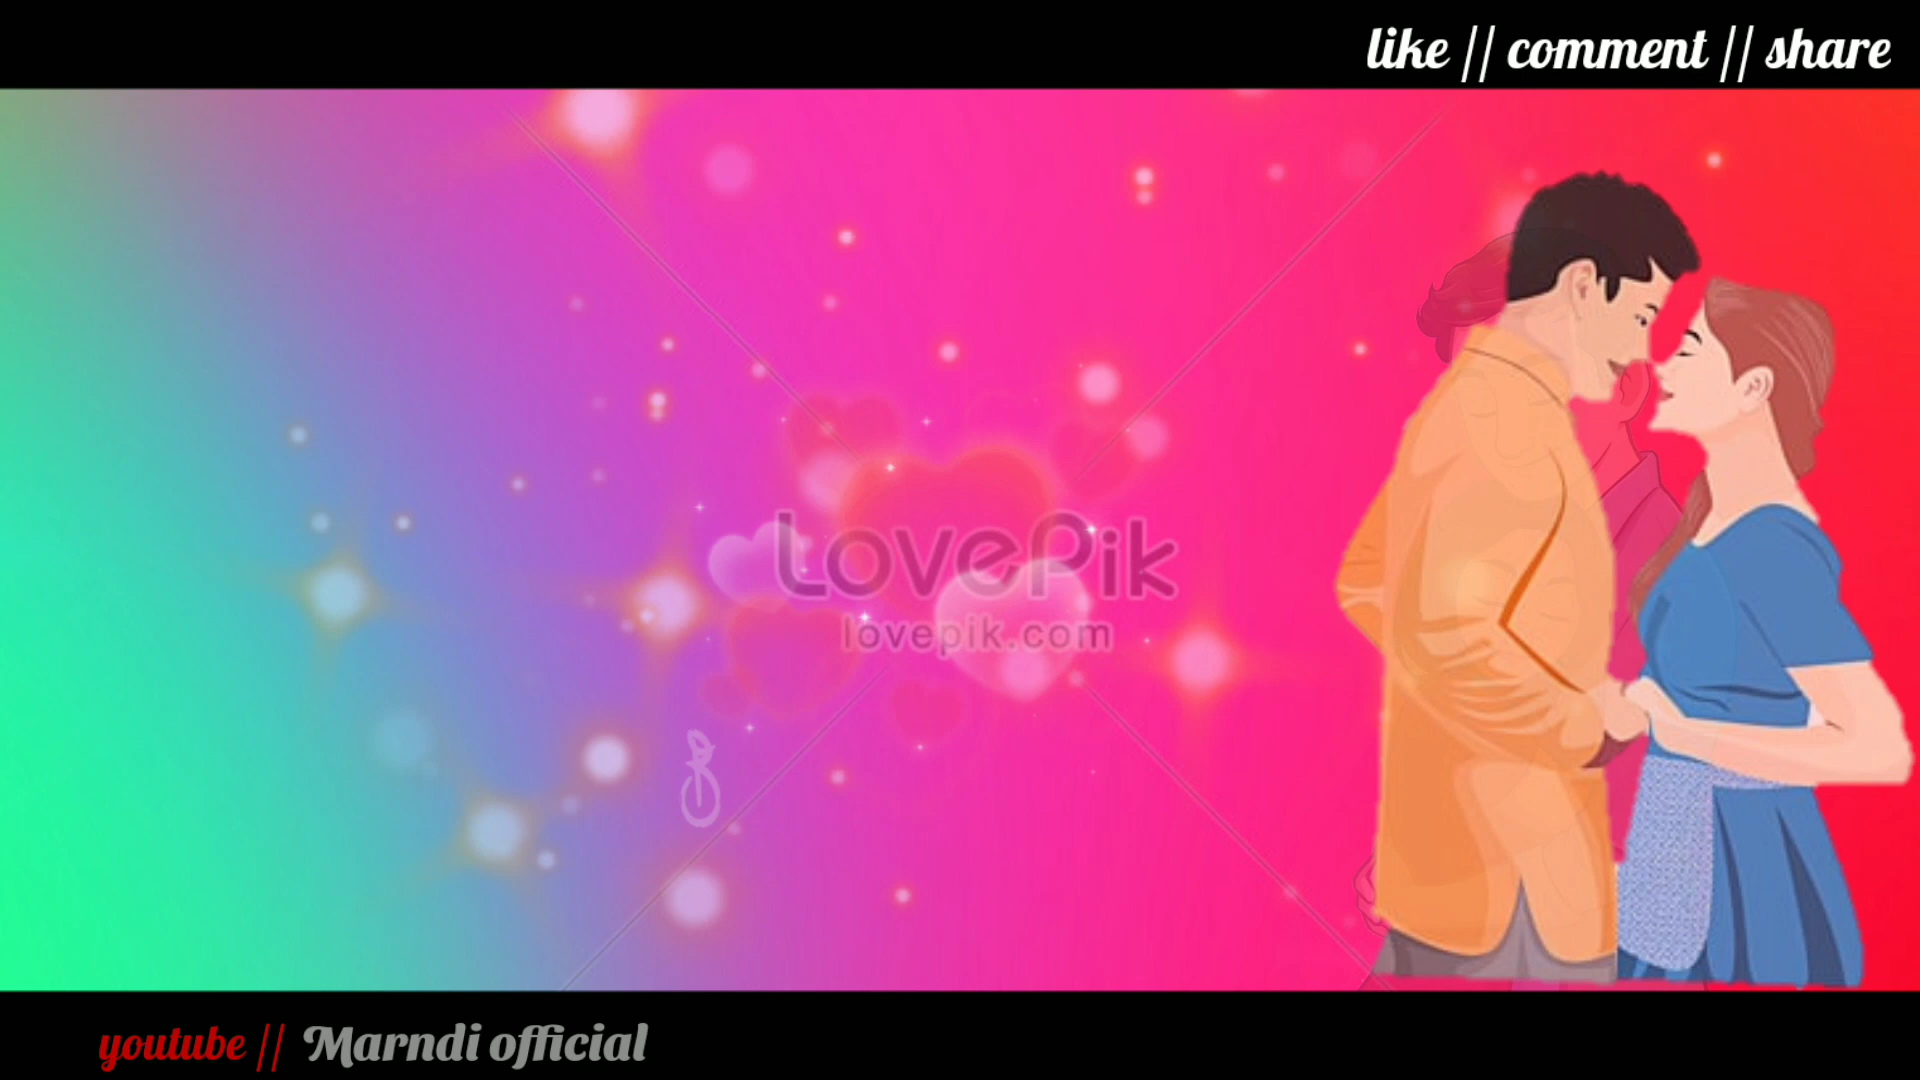 like // comment // share
LovePik
lovepik.com
youtube // Marndi official